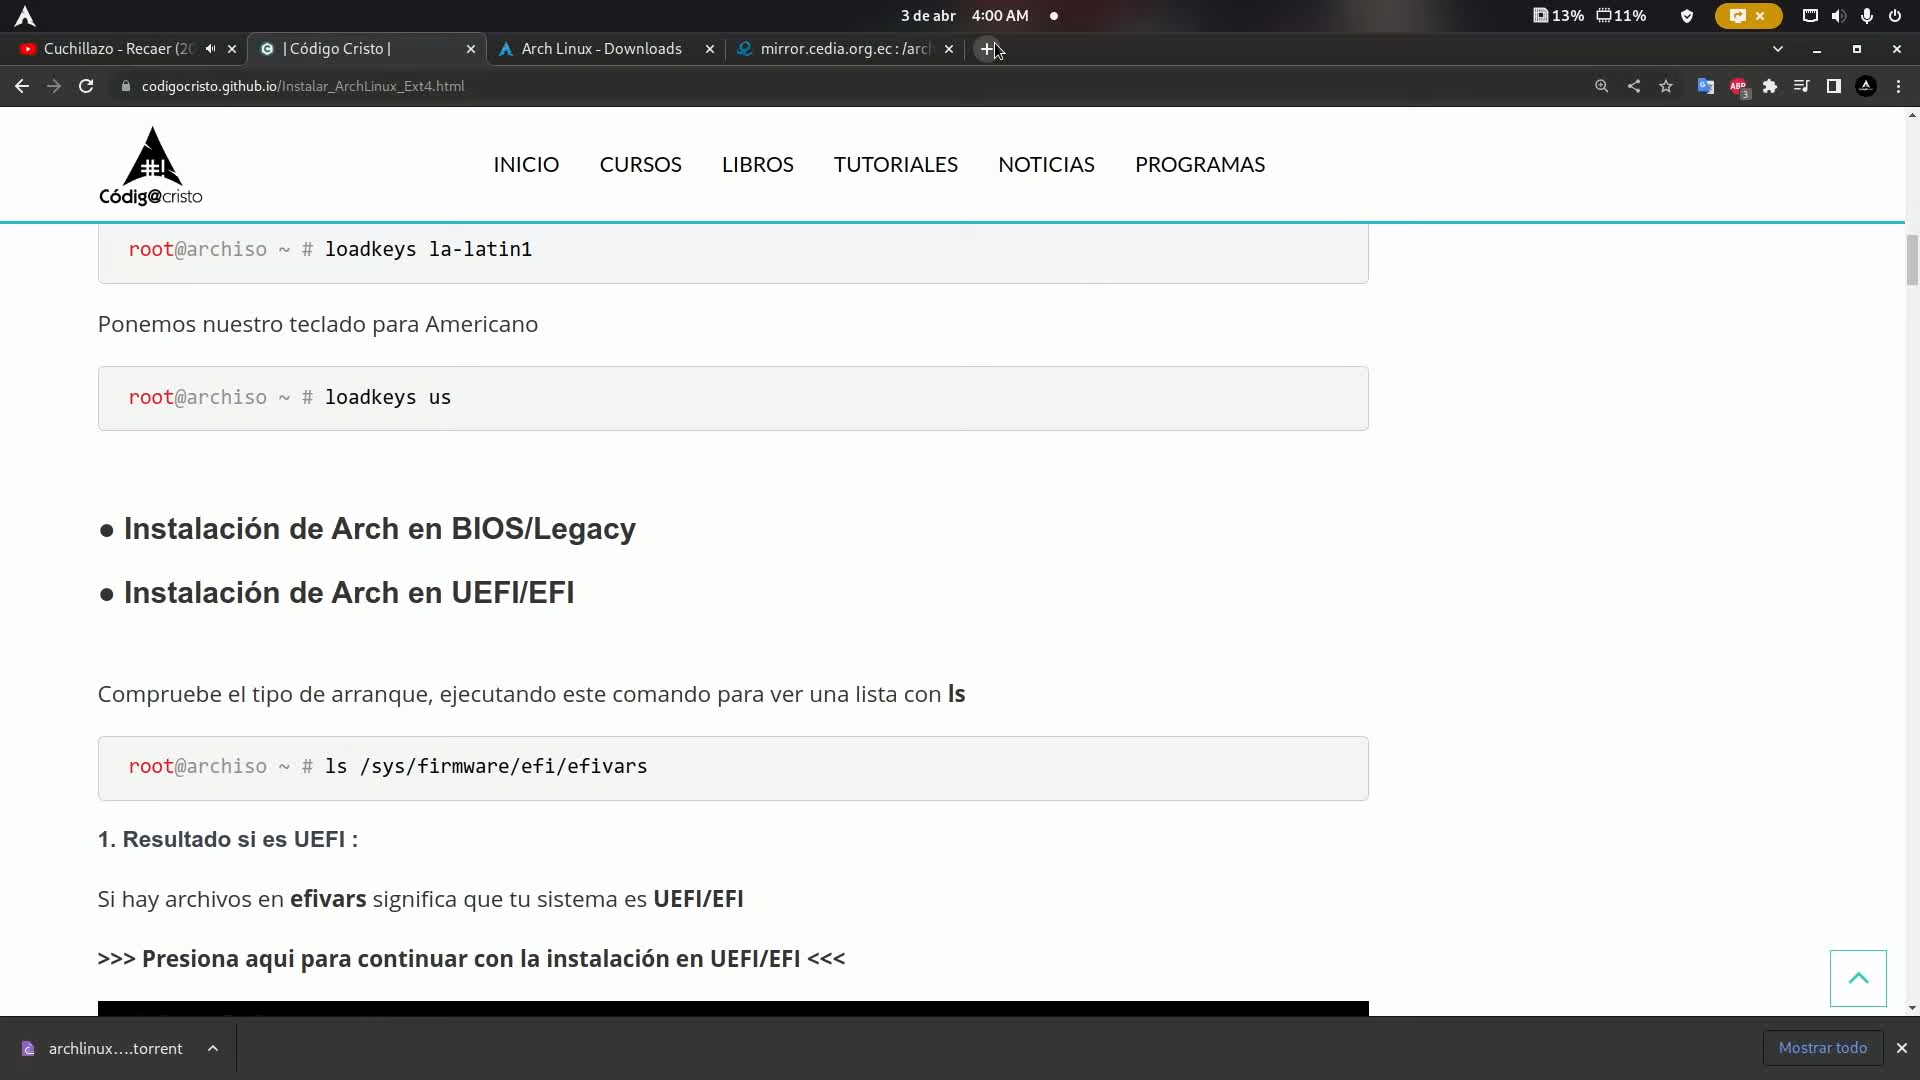 3 de abr 4:00 AM
13% 11%
Cuchillazo - Recaer (20
| Código Cristo |
Arch Linux - Downloads
mirror.cedia.org.ec : /arch
codigocristo.github.io/Instalar_ArchLinux_Ext4.html
ABP
3
#!
Códig@cristo
INICIO CURSOS LIBROS TUTORIALES NOTICIAS PROGRAMAS
root@archiso ~ # loadkeys la-latin1
Ponemos nuestro teclado para Americano
root@archiso ~ # loadkeys us
● Instalación de Arch en BIOS/Legacy
● Instalación de Arch en UEFI/EFI
Compruebe el tipo de arranque, ejecutando este comando para ver una lista con ls
root@archiso ~ # ls /sys/firmware/efi/efivars
1. Resultado si es UEFI :
Si hay archivos en efivars significa que tu sistema es UEFI/EFI
>>> Presiona aqui para continuar con la instalación en UEFI/EFI <<<
archlinux….torrent
Mostrar todo